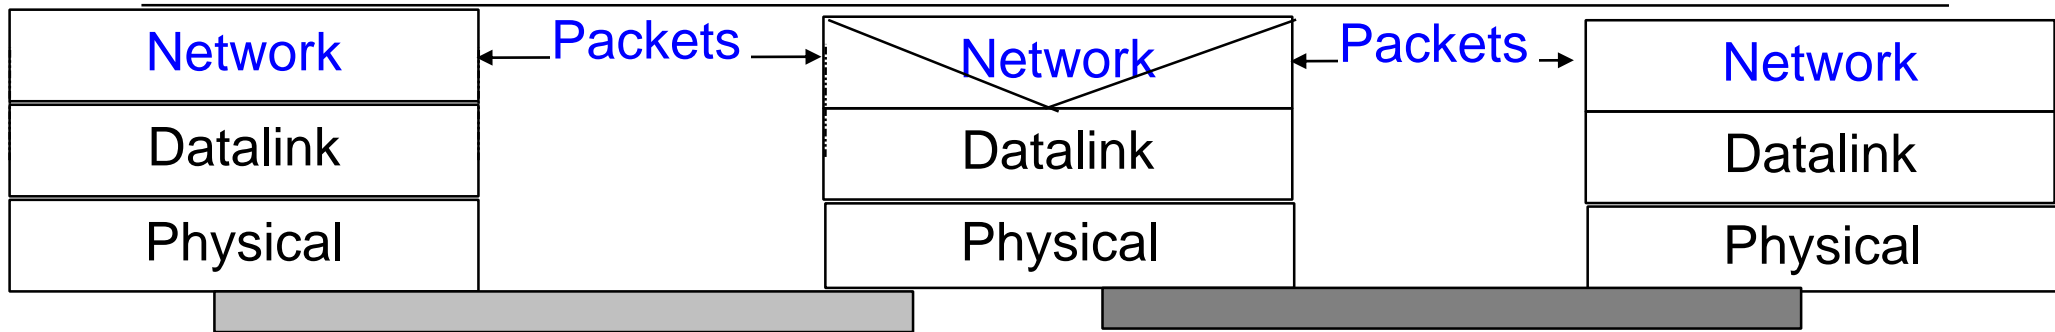 Network Packets Network Packets Network
Datalink Datalink Datalink
Physical Physical Physical